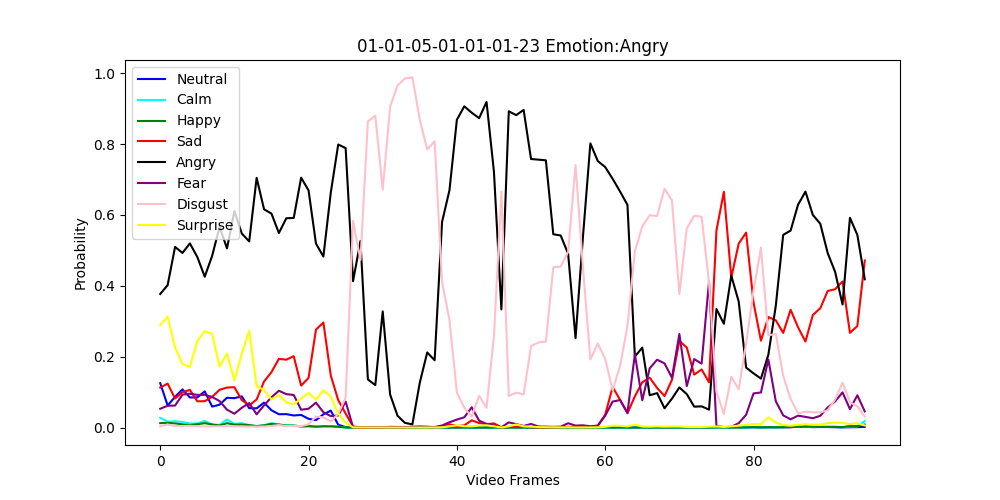 01-01-05-01-01-01-23 Emotion:Angry
Probability
1.0
0.8
0.6
0.4
0.2
0.0
Neutral
Calm
Happy
Sad
Angry
Fear
Disgust
Surprise
0 20 40 60 80
Video Frames